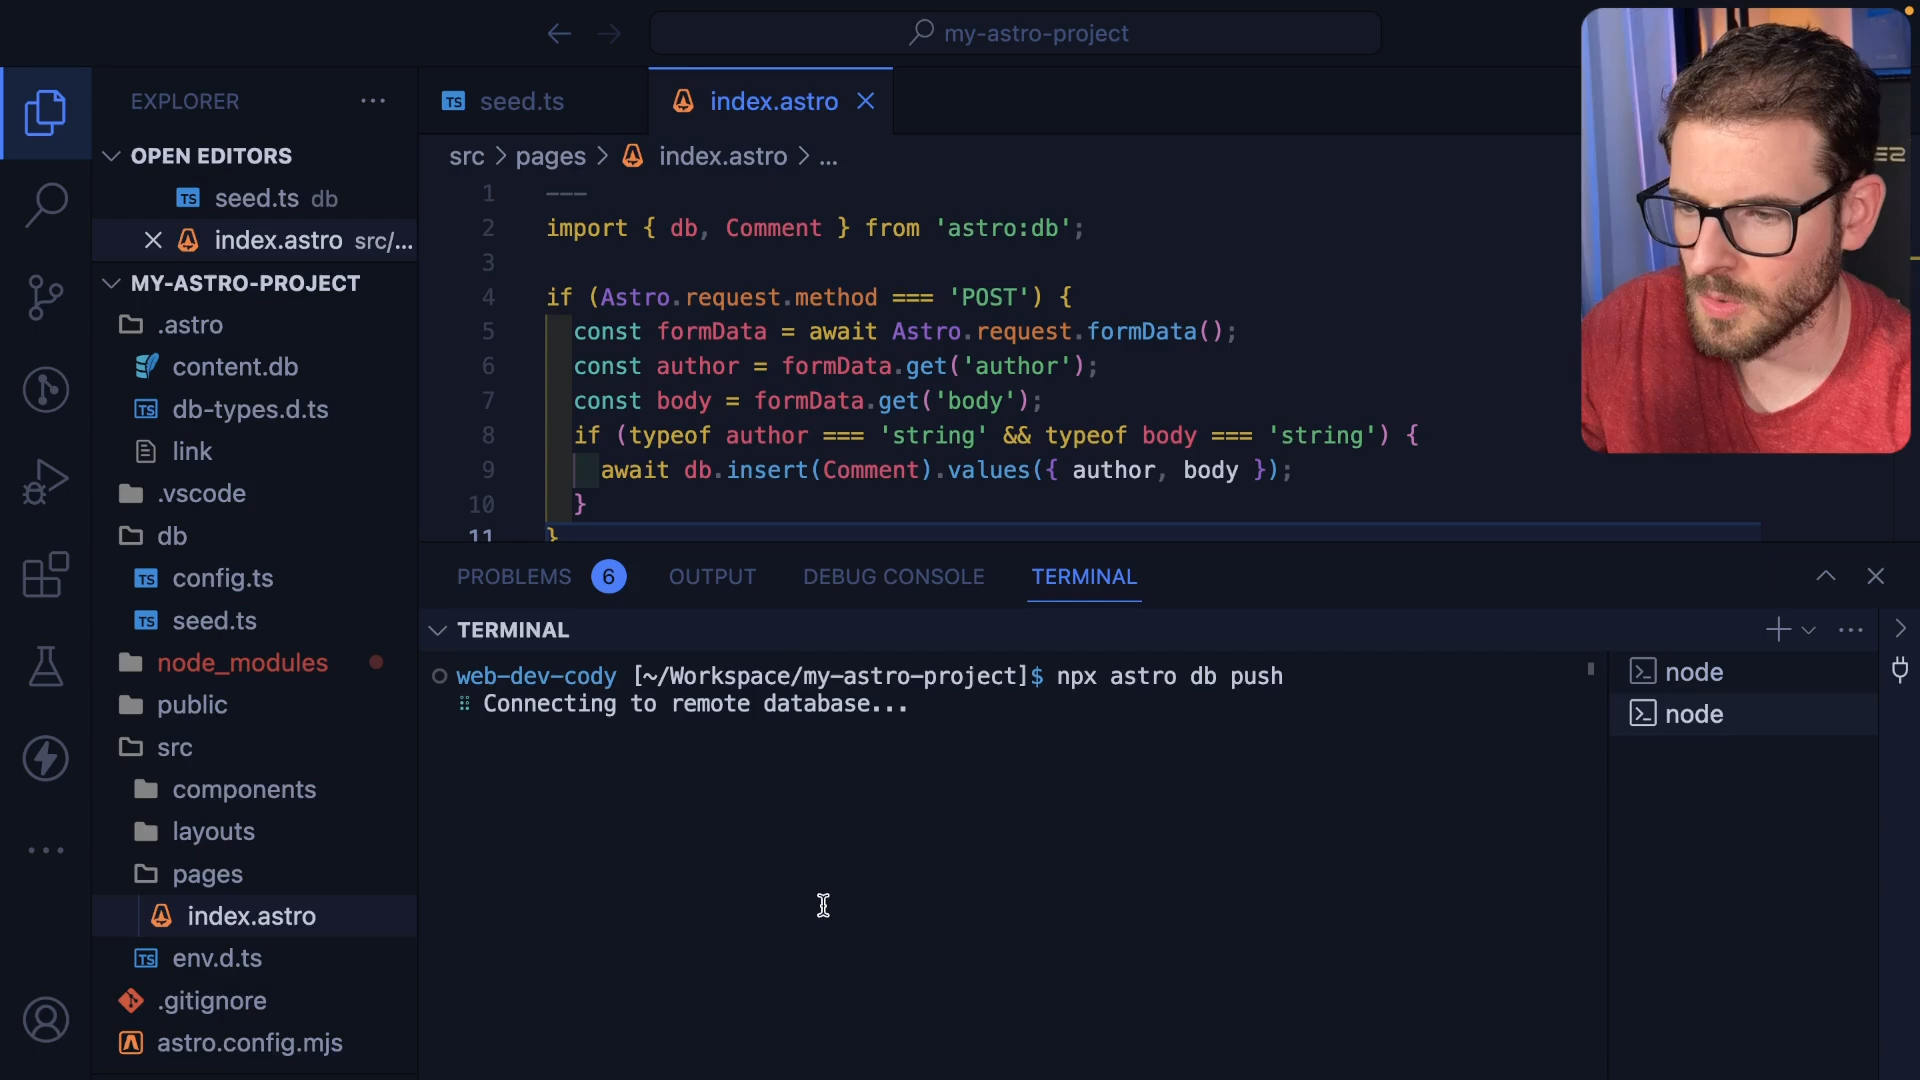 my-astro-project
EXPLORER
OPEN EDITORS
seed.ts db
index.astro src/...
MY-ASTRO-PROJECT
.astro
content.db
db-types.d.ts
link
.vscode
db
config.ts
seed.ts
node_modules
public
src
components
layouts
pages
index.astro
env.d.ts
.gitignore
astro.config.mjs
seed.ts
index.astro
src > pages > index.astro > ...
1 ---
2 import { db, Comment } from 'astro:db';
3
4 if (Astro.request.method === 'POST') {
5 const formData = await Astro.request.formData();
6 const author = formData.get('author');
7 const body = formData.get('body');
8 if (typeof author === 'string' && typeof body === 'string') {
9 await db.insert(Comment).values({ author, body });
10 }
11 }
PROBLEMS 6 OUTPUT DEBUG CONSOLE TERMINAL
TERMINAL
web-dev-cody [~/Workspace/my-astro-project]$ npx astro db push
Connecting to remote database...
node
node